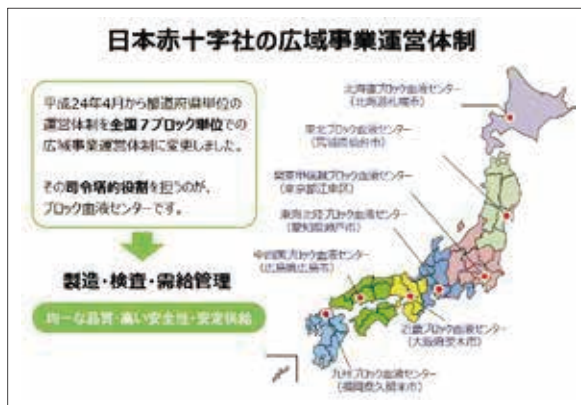 日本赤十字社の広域事業運営体制
平成24年4月から都道府県単位の
運営体制を全国7ブロック単位での
広域事業運営体制に変更しました。
その司令塔的役割を担うのが、
ブロック血液センターです。
製造・検査・需給管理
均一な品質・高い安全性・安定供給
北海道ブロック血液センター
(北海道札幌市)
東北ブロック血液センター
(宮城県仙台市)
関東甲信越ブロック血液センター
(東京都江東区)
東海北陸ブロック血液センター
(愛知県瀬戸市)
中四国ブロック血液センター
(広島県広島市)
近畿ブロック血液センター
(大阪府茨木市)
九州ブロック血液センター
(福岡県久留米市)